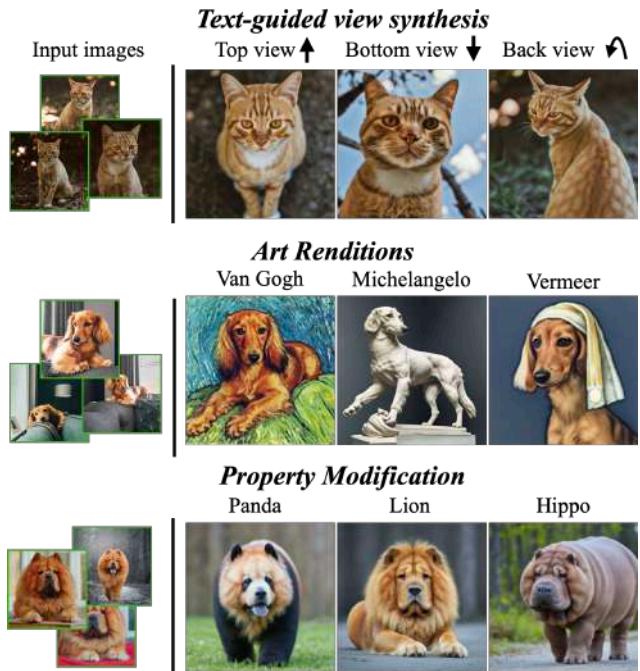 Text-guided view synthesis
Input images
Top view
Bottom view
Back view
Art Renditions
Van Gogh
Michelangelo
Vermeer
Property Modification
Panda
Lion
Hippo